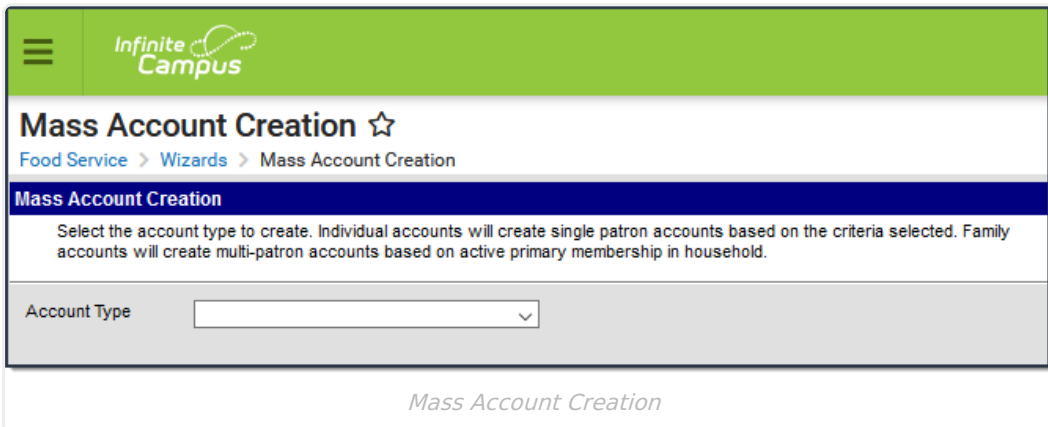 Infinite
Campus
Mass Account Creation
Food Service > Wizards > Mass Account Creation
Mass Account Creation
Select the account type to create. Individual accounts will create single patron accounts based on the criteria selected. Family
accounts will create multi-patron accounts based on active primary membership in household.
Account Type
Mass Account Creation